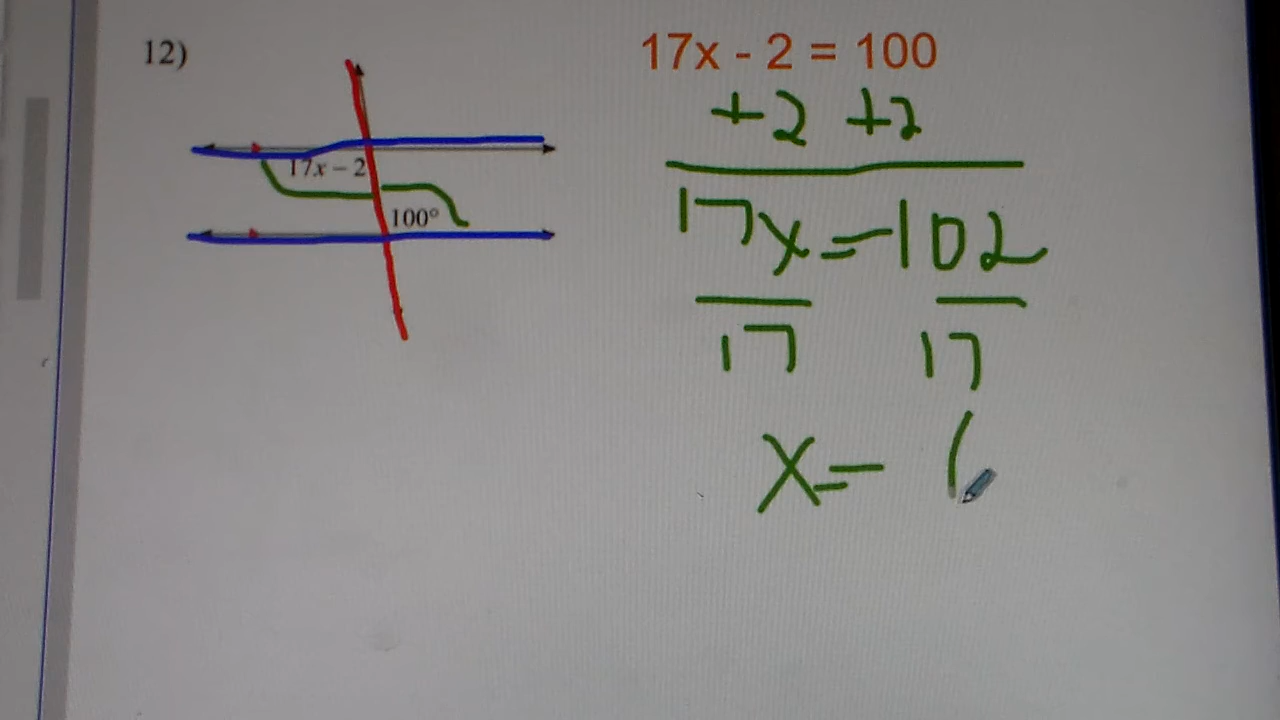 12)
17x - 2 = 100
+2 +2
17x – 2
100°
17x = 102
17 17
x = 6